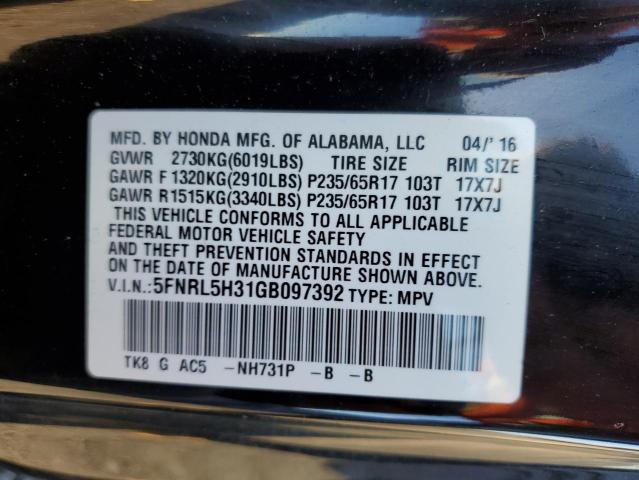 MFD. BY HONDA MFG. OF ALABAMA, LLC 04/'16
GVWR 2730KG(6019LBS) TIRE SIZE RIM SIZE
GAWR F 1320KG(2910LBS) P235/65R17 103T 17X7J
GAWR R1515KG(3340LBS) P235/65R17 103T 17X7J
THIS VEHICLE CONFORMS TO ALL APPLICABLE
FEDERAL MOTOR VEHICLE SAFETY
AND THEFT PREVENTION STANDARDS IN EFFECT
ON THE DATE OF MANUFACTURE SHOWN ABOVE.
V.I.N.:5FNRL5H31GB097392 TYPE: MPV
TK8 G AC5 -NH731P -B -B